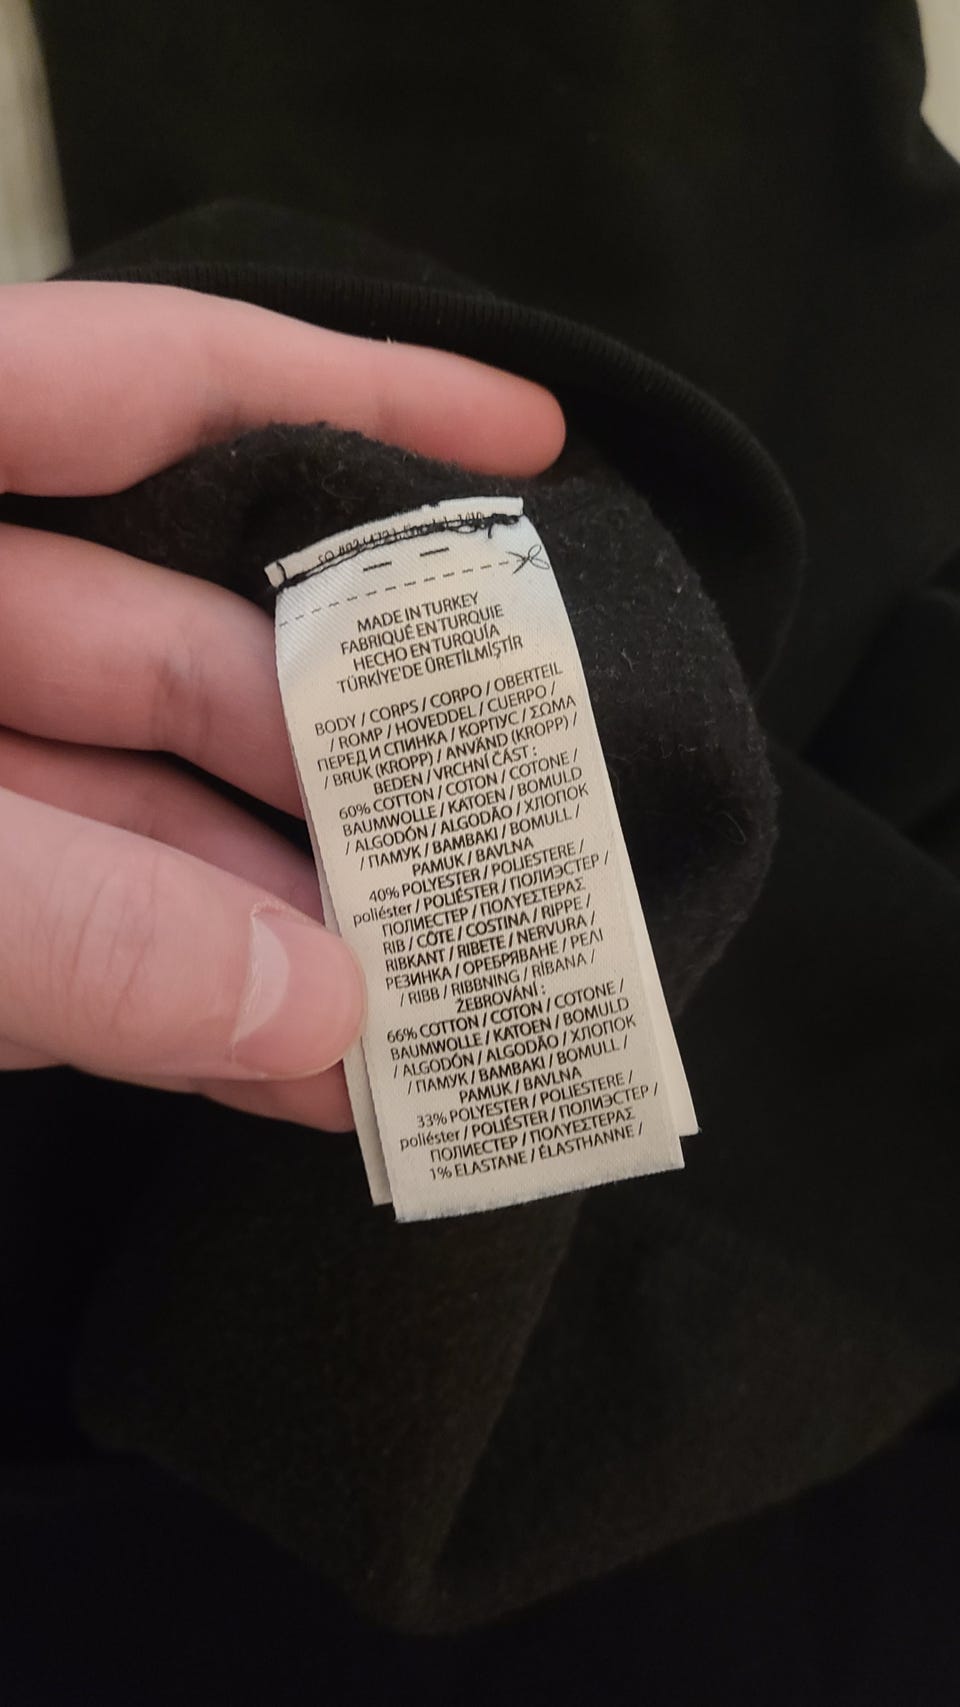 MADE IN TURKEY
FABRIQUÉ EN TURQUIE
HECHO EN TURQUÍA
TÜRKİYE'DE ÜRETİLMİŞTİR
BODY / CORPS / CORPO / OBERTEIL
/ ROMP / HOVEDDEL / CUERPO /
ПЕРЕД И СПИНКА / КОРПУС / ΣΩΜΑ
/ BRUK (KROPP) / ANVÄND (KROPP) /
BEDEN / VRCHNÍ ČÁST :
60% COTTON / COTON / COTONE /
BAUMWOLLE / KATOEN / BOMULD
/ ALGODÓN / ALGODÃO / ХЛОПОК
/ ПАМУК / BAMBAKI / BOMULL /
PAMUK / BAVLNA
40% POLYESTER / POLIESTERE /
poliéster / POLIÉSTER / ПОЛИЭСТЕР /
ПОЛИЕСТЕР / ΠΟΛΥΕΣΤΕΡΑΣ
RIB / CÔTE / COSTINA / RIPPE /
RIBKANT / RIBETE / NERVURA /
РЕЗИНКА / ОРЕБРЯВАНЕ / ΡΕΛΙ
/ RIBB / RIBBNING / RİBANA /
ŽEBROVÁNÍ :
66% COTTON / COTON / COTONE /
BAUMWOLLE / KATOEN / BOMULD
/ ALGODÓN / ALGODÃO / ХЛОПОК
/ ПАМУК / BAMBAKI / BOMULL /
PAMUK / BAVLNA
33% POLYESTER / POLIESTERE /
poliéster / POLIÉSTER / ПОЛИЭСТЕР /
ПОЛИЕСТЕР / ΠΟΛΥΕΣΤΕΡΑΣ
1% ELASTANE / ÉLASTHANNE /